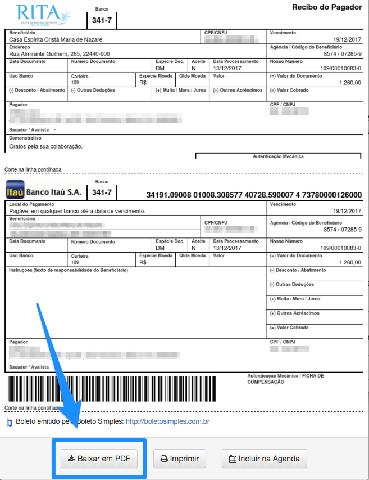 RITA
Banco
341-7
Recibo do Pagador
Beneficiário
CPF/CNPJ
Vencimento
Casa Espírita Cristã Maria de Nazaré
19/12/2017
Endereço
Agência / Código do Beneficiário
Rua Almirante Guilhem, 265, 22440-000
8574 / 07285-9
Data Documento
Número Documento
Espécie Doc.
Aceite
Data Processamento
Nosso Número
DM
N
13/12/2017
109/00010083-0
Uso Banco
Carteira
Espécie Moeda
Qtde Moeda
Valor
(=) Valor do Documento
109
R$
1.260,00
(-) Desconto / Abatimento
(-) Outras Deduções
(+) Multa / Mora / Juros
(+) Outros Acréscimos
(=) Valor Cobrado
Pagador
CPF / CNPJ
Sacador / Avalista -
Demonstrativo
Gratos pela sua colaboração.
Autenticação Mecânica
Corte na linha pontilhada
Itaú
Banco Itaú S.A.
Banco
341-7
34191.09008 01008.308577 40728.590007 4 73780000126000
Local do Pagamento
Vencimento
Pagável em qualquer banco até a data de vencimento.
19/12/2017
Beneficiário
CPF/CNPJ
Agência / Código do Beneficiário
8574 / 07285-9
Data Documento
Número Documento
Espécie Doc.
Aceite
Data Processamento
Nosso Número
DM
N
13/12/2017
109/00010083-0
Uso Banco
Carteira
Espécie Moeda
Qtde Moeda
Valor
(=) Valor do Documento
109
R$
1.260,00
Instruções (texto de responsabilidade do Beneficiário)
(-) Desconto / Abatimento
(-) Outras Deduções
(+) Multa / Mora / Juros
(+) Outros Acréscimos
(=) Valor Cobrado
Pagador
CPF / CNPJ
Sacador / Avalista
Autenticação Mecânica / FICHA DE
COMPENSAÇÃO
Corte na linha pontilhada
Boleto emitido pelo Boleto Simples: http://boletosimples.com.br
Baixar em PDF
Imprimir
Incluir na Agenda